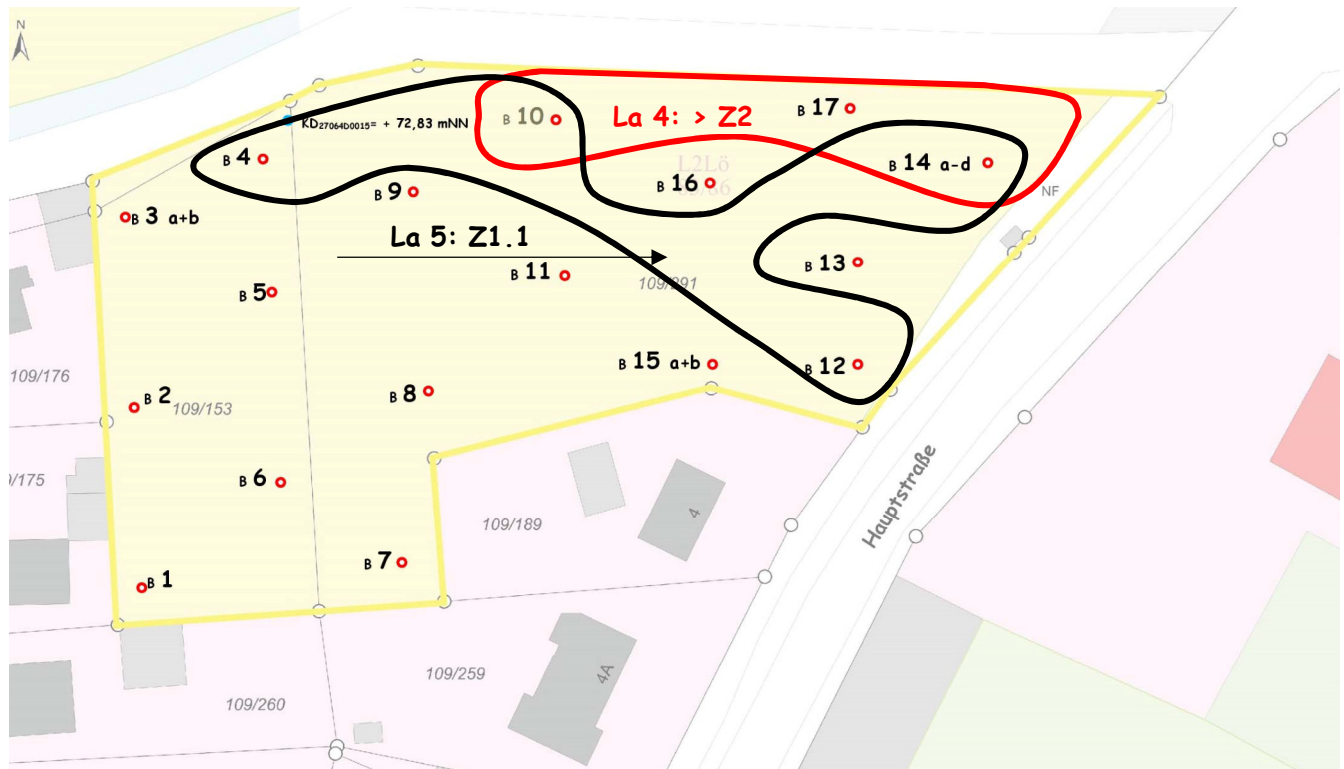 N
KD27064D0015= + 72,83 mNN
B 10
La 4: > Z2
B 17
B 4
B 14 a-d
L2Lö
B 16
B 9
NF
B 3 a+b
La 5: Z1.1
B 13
B 11
109/291
B 5
B 15 a+b
B 12
109/176
B 2
109/153
B 8
Hauptstraße
B 6
/175
109/189
4
B 7
B 1
109/259
4A
109/260